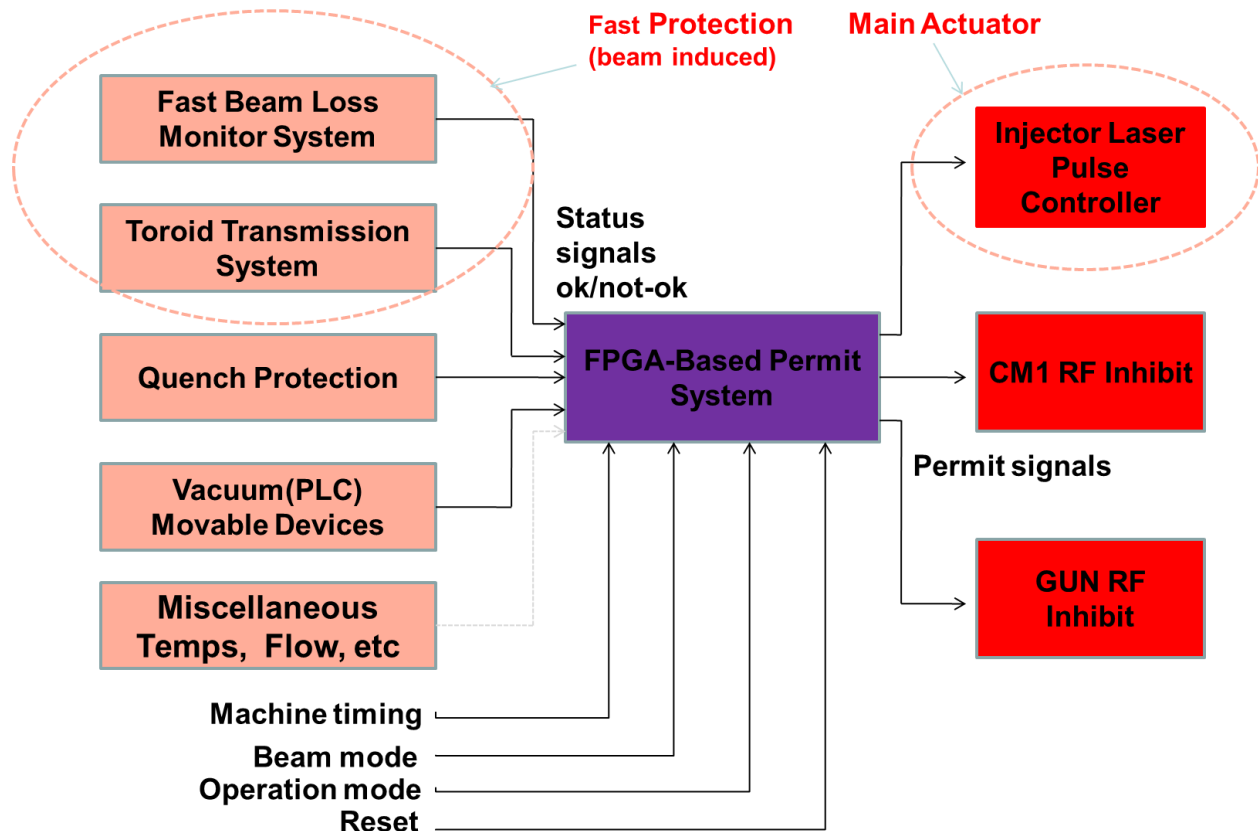 Fast Protection
(beam induced)
Main Actuator
Fast Beam Loss
Monitor System
Injector Laser
Pulse
Controller
Toroid Transmission
System
Status
signals
ok/not-ok
Quench Protection
FPGA-Based Permit
System
CM1 RF Inhibit
Permit signals
Vacuum(PLC)
Movable Devices
GUN RF
Inhibit
Miscellaneous
Temps, Flow, etc
Machine timing
Beam mode
Operation mode
Reset